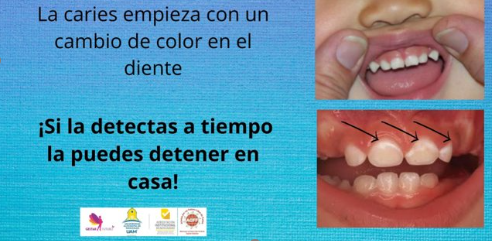 La caries empieza con un
cambio de color en el
diente
¡Si la detectas a tiempo
la puedes detener en
casa!
UAM